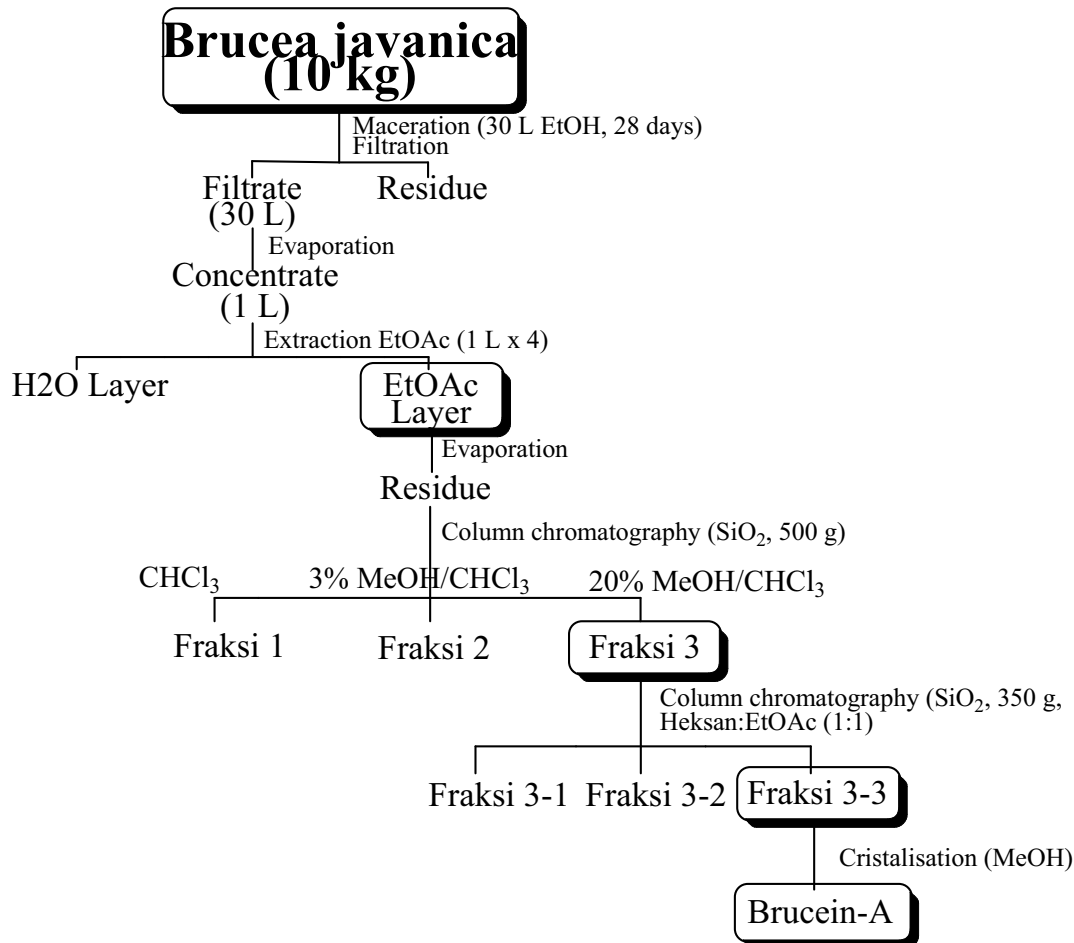 Brucea javanica
(10 kg)
Maceration (30 L EtOH, 28 days)
Filtration
Filtrate
(30 L)
Residue
Evaporation
Concentrate
(1 L)
Extraction EtOAc (1 L x 4)
H2O Layer
EtOAc
Layer
Evaporation
Residue
Column chromatography (SiO₂, 500 g)
CHCl₃
3% MeOH/CHCl₃
20% MeOH/CHCl₃
Fraksi 1
Fraksi 2
Fraksi 3
Column chromatography (SiO₂, 350 g,
Heksan:EtOAc (1:1)
Fraksi 3-1
Fraksi 3-2
Fraksi 3-3
Cristalisation (MeOH)
Brucein-A